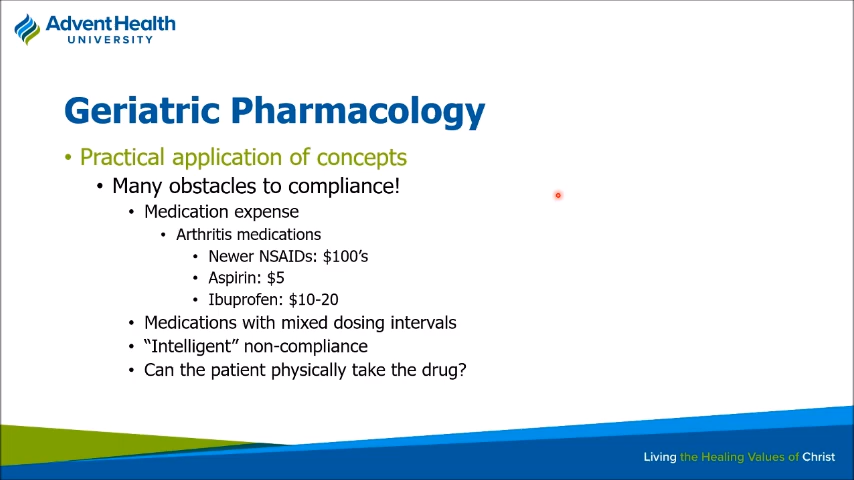 AdventHealth
UNIVERSITY
Geriatric Pharmacology
• Practical application of concepts
• Many obstacles to compliance!
• Medication expense
• Arthritis medications
• Newer NSAIDs: $100's
• Aspirin: $5
• Ibuprofen: $10-20
• Medications with mixed dosing intervals
• “Intelligent” non-compliance
• Can the patient physically take the drug?
Living the Healing Values of Christ